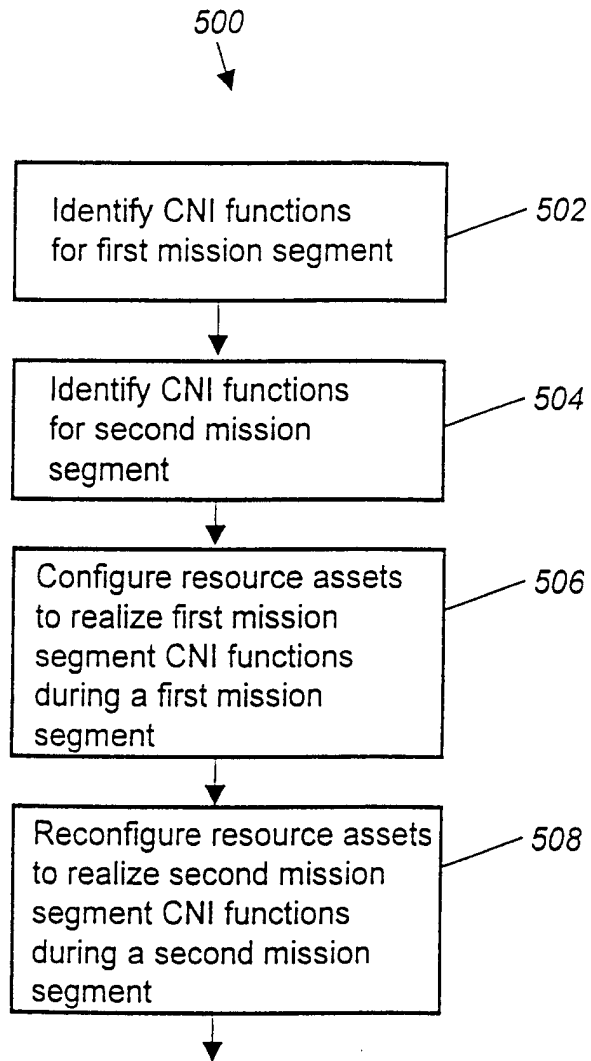 500
Identify CNI functions
for first mission segment
502
Identify CNI functions
for second mission
segment
504
Configure resource assets
to realize first mission
segment CNI functions
during a first mission
segment
506
Reconfigure resource assets
to realize second mission
segment CNI functions
during a second mission
segment
508